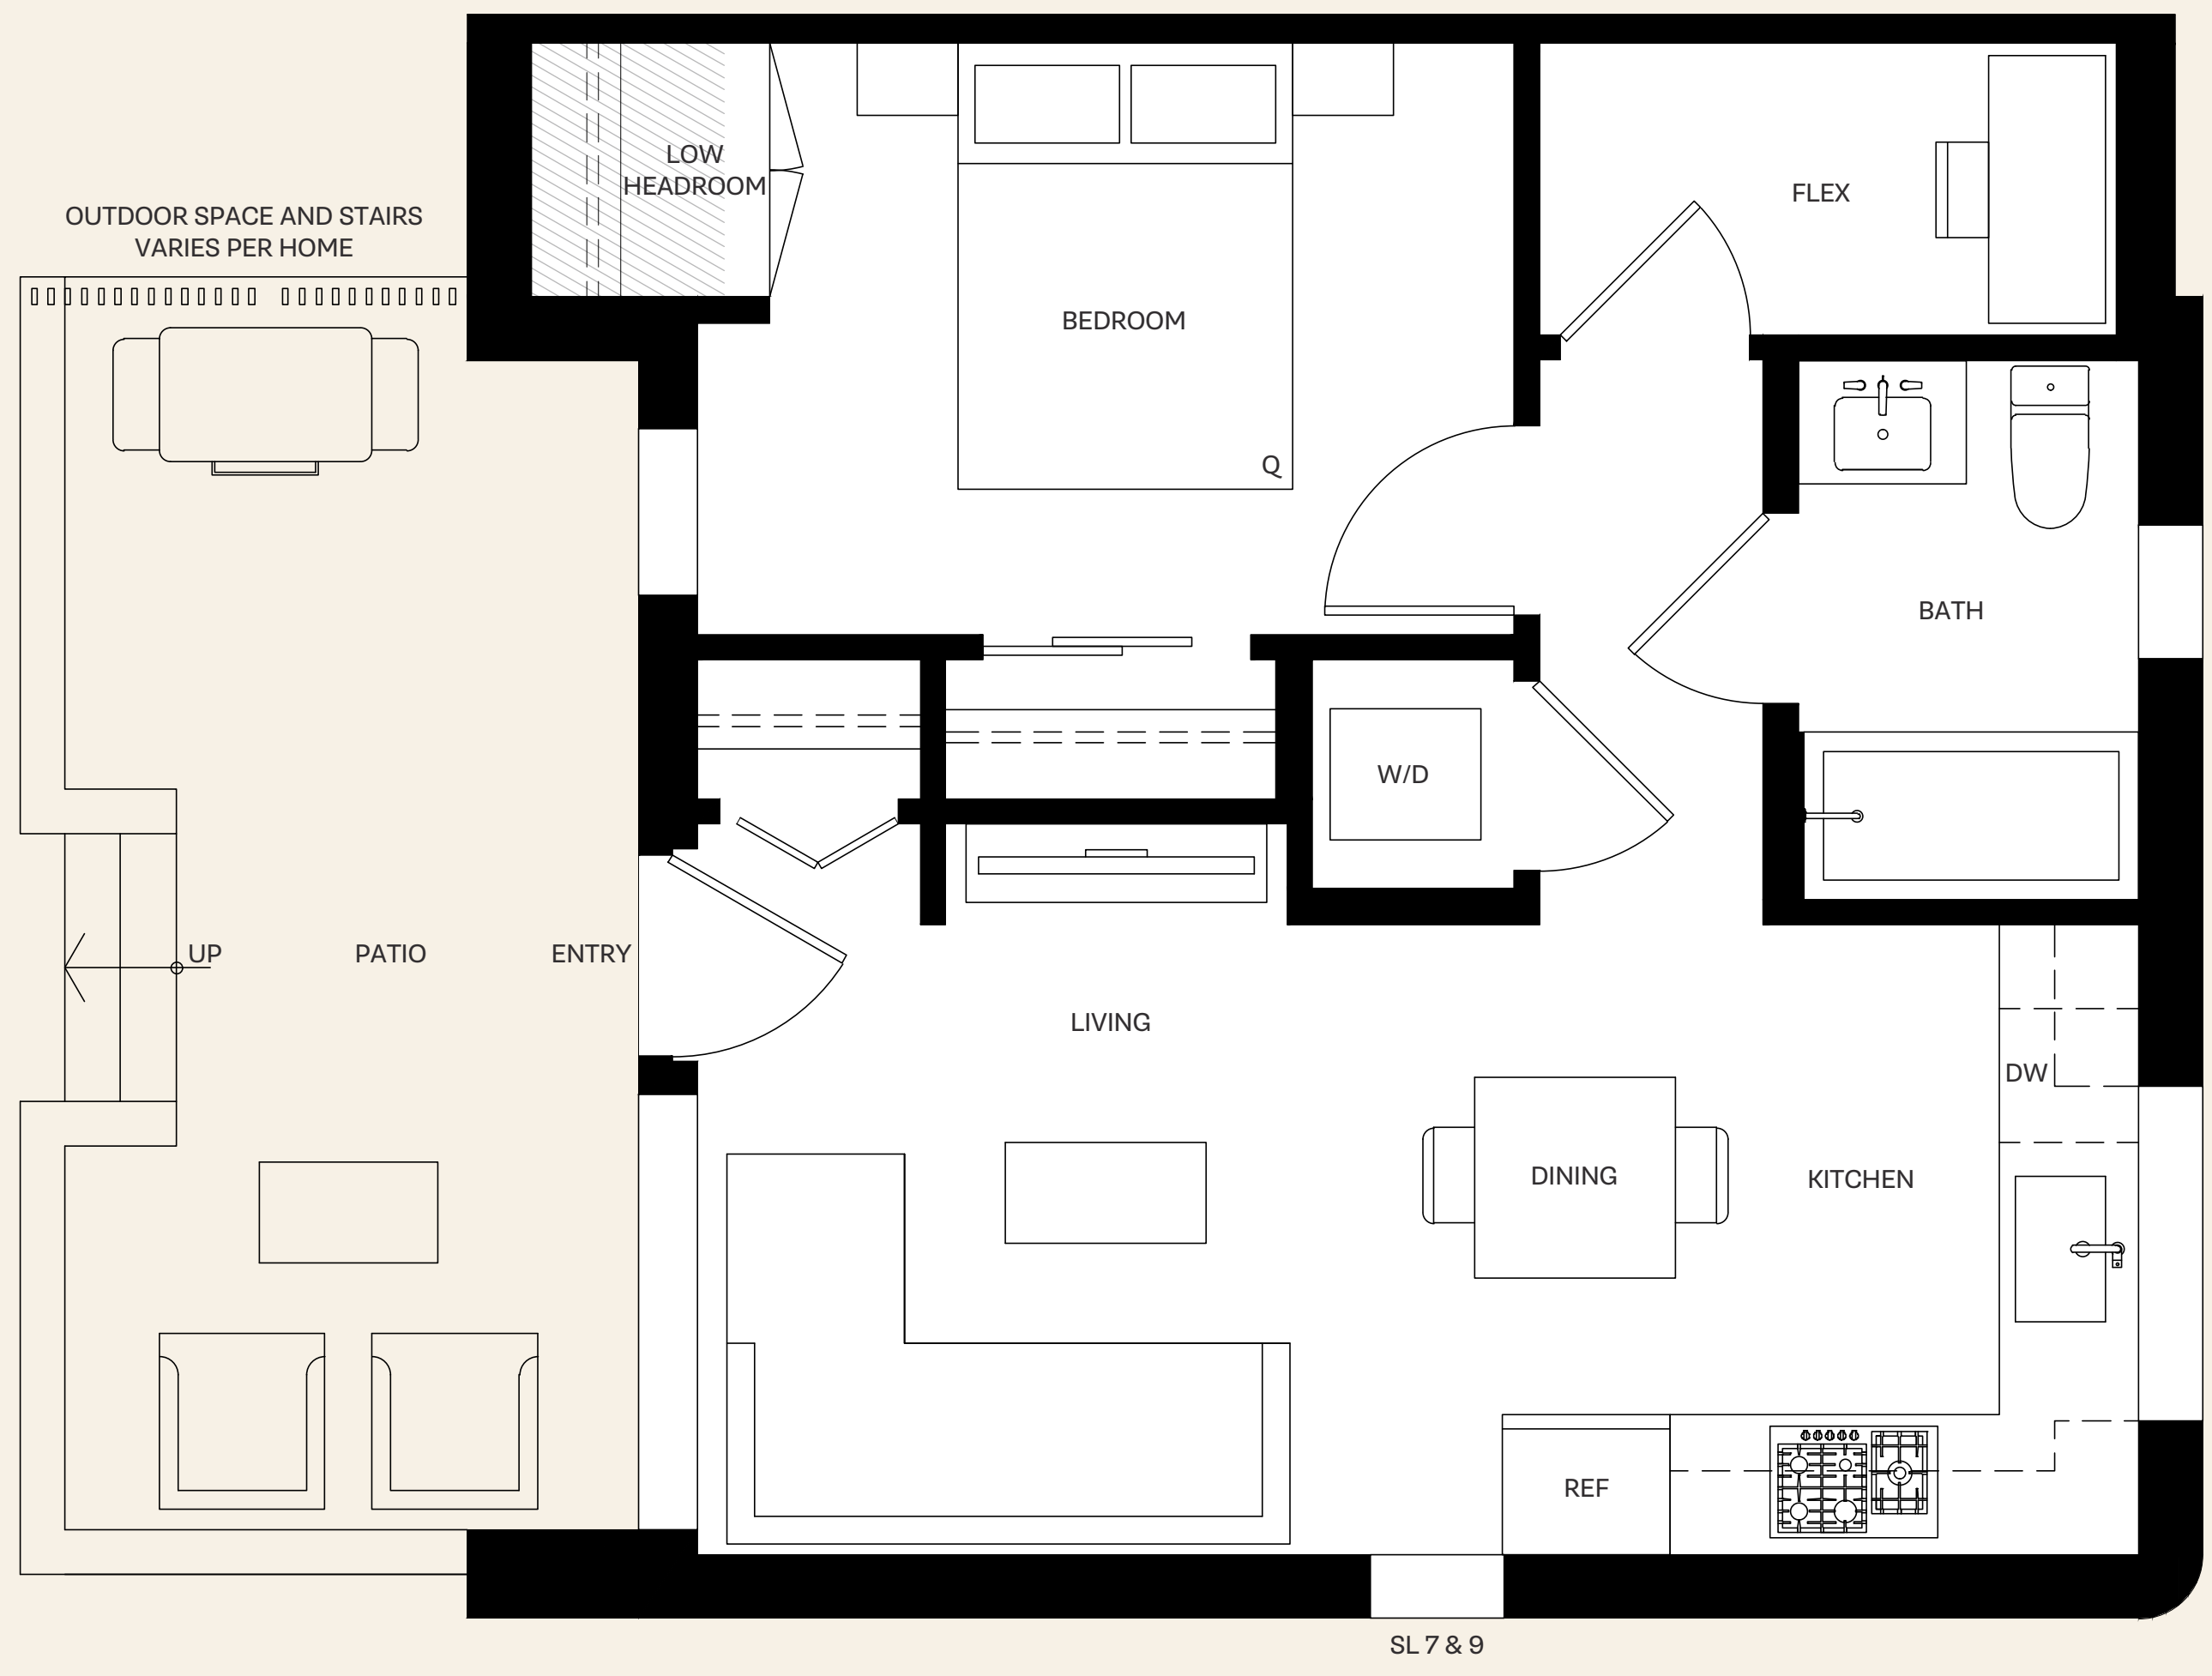 LOW
HEADROOM
FLEX
OUTDOOR SPACE AND STAIRS
VARIES PER HOME
BEDROOM
Q
BATH
W/D
UP
PATIO
ENTRY
LIVING
DW
DINING
KITCHEN
REF
SL 7 & 9